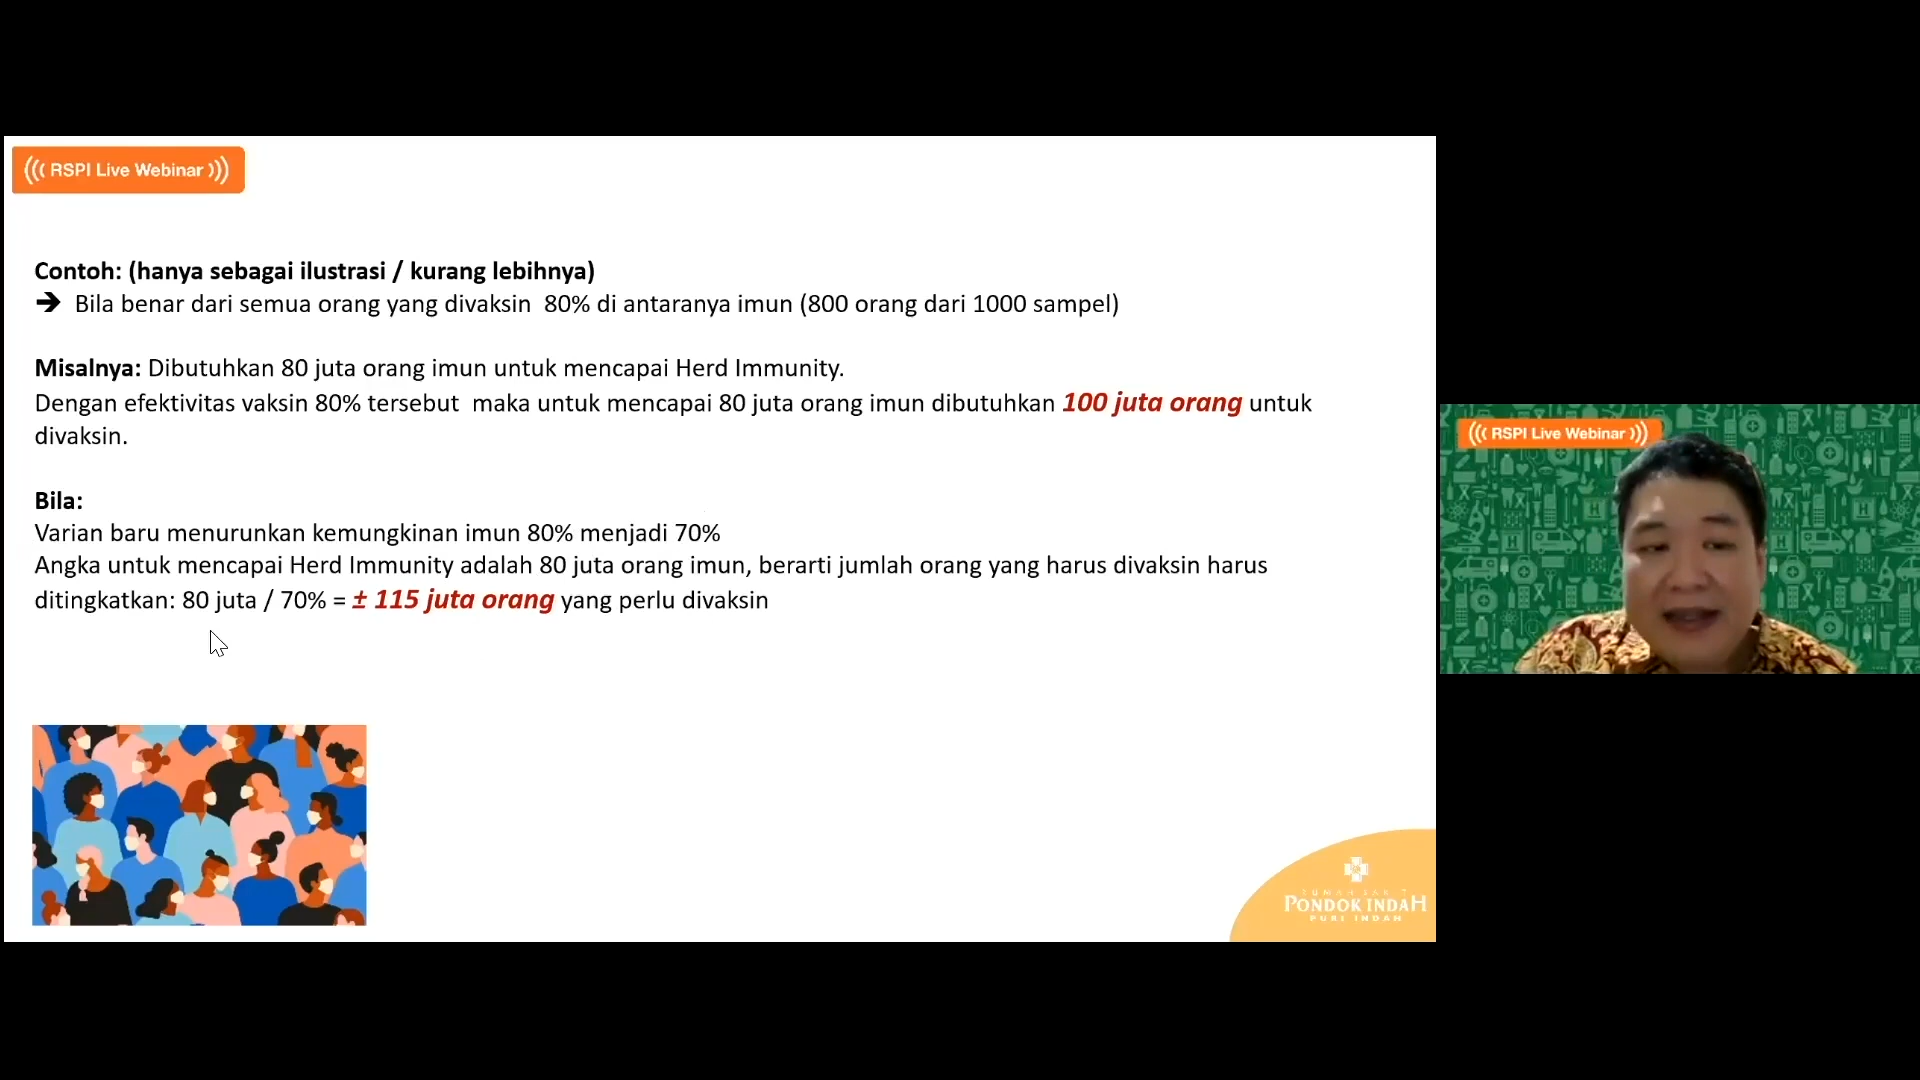 ((( RSPI Live Webinar )))
Contoh: (hanya sebagai ilustrasi / kurang lebihnya)
➔ Bila benar dari semua orang yang divaksin 80% di antaranya imun (800 orang dari 1000 sampel)
Misalnya: Dibutuhkan 80 juta orang imun untuk mencapai Herd Immunity.
Dengan efektivitas vaksin 80% tersebut maka untuk mencapai 80 juta orang imun dibutuhkan 100 juta orang untuk
divaksin.
Bila:
Varian baru menurunkan kemungkinan imun 80% menjadi 70%
Angka untuk mencapai Herd Immunity adalah 80 juta orang imun, berarti jumlah orang yang harus divaksin harus
ditingkatkan: 80 juta / 70% = ± 115 juta orang yang perlu divaksin
RUMAH SAKIT
PONDOK INDAH
PURI INDAH
((( RSPI Live Webinar )))